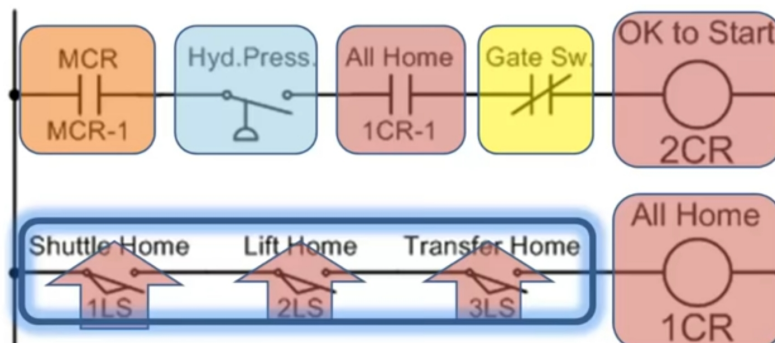 MCR
MCR-1
Hyd.Press.
All Home
1CR-1
Gate Sw.
OK to Start
2CR
Shuttle Home
1LS
Lift Home
2LS
Transfer Home
3LS
All Home
1CR